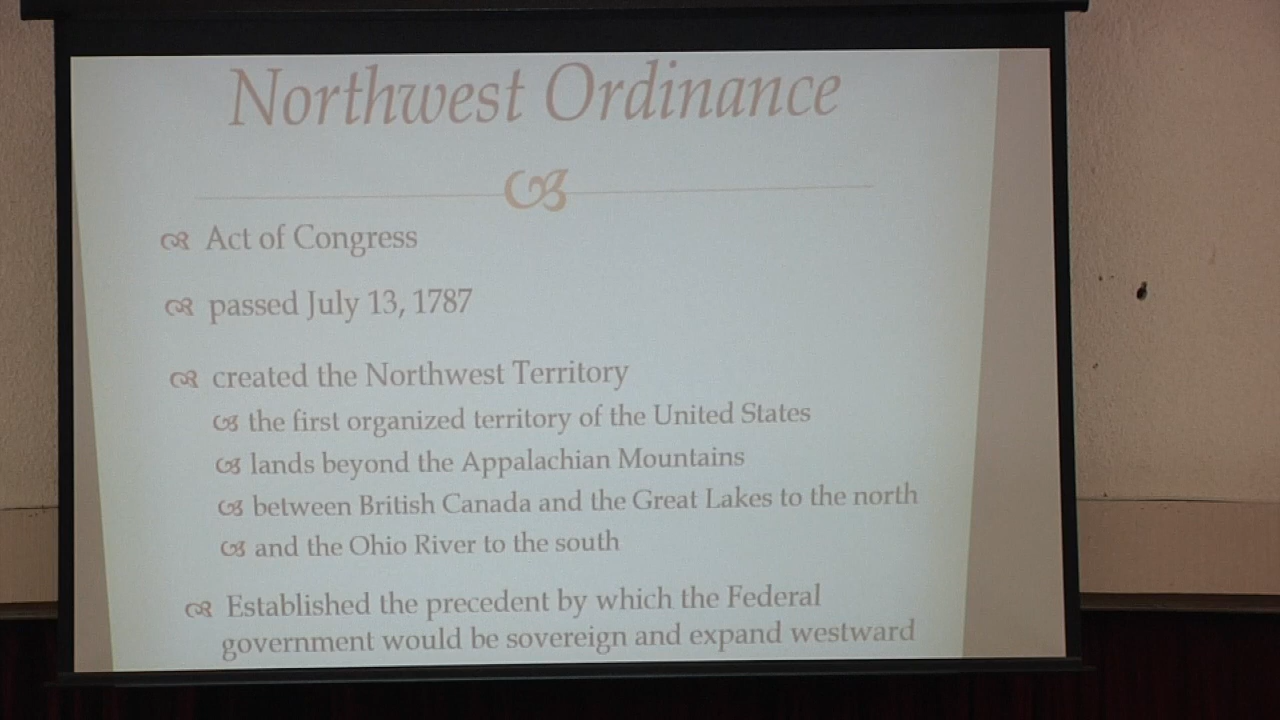 Northwest Ordinance
Act of Congress
passed July 13, 1787
created the Northwest Territory
the first organized territory of the United States
lands beyond the Appalachian Mountains
between British Canada and the Great Lakes to the north
and the Ohio River to the south
Established the precedent by which the Federal
government would be sovereign and expand westward